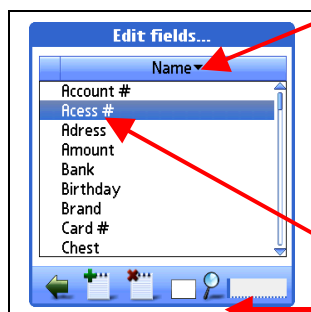 Edit fields...
Name
Account #
Acess #
Adress
Amount
Bank
Birthday
Brand
Card #
Chest